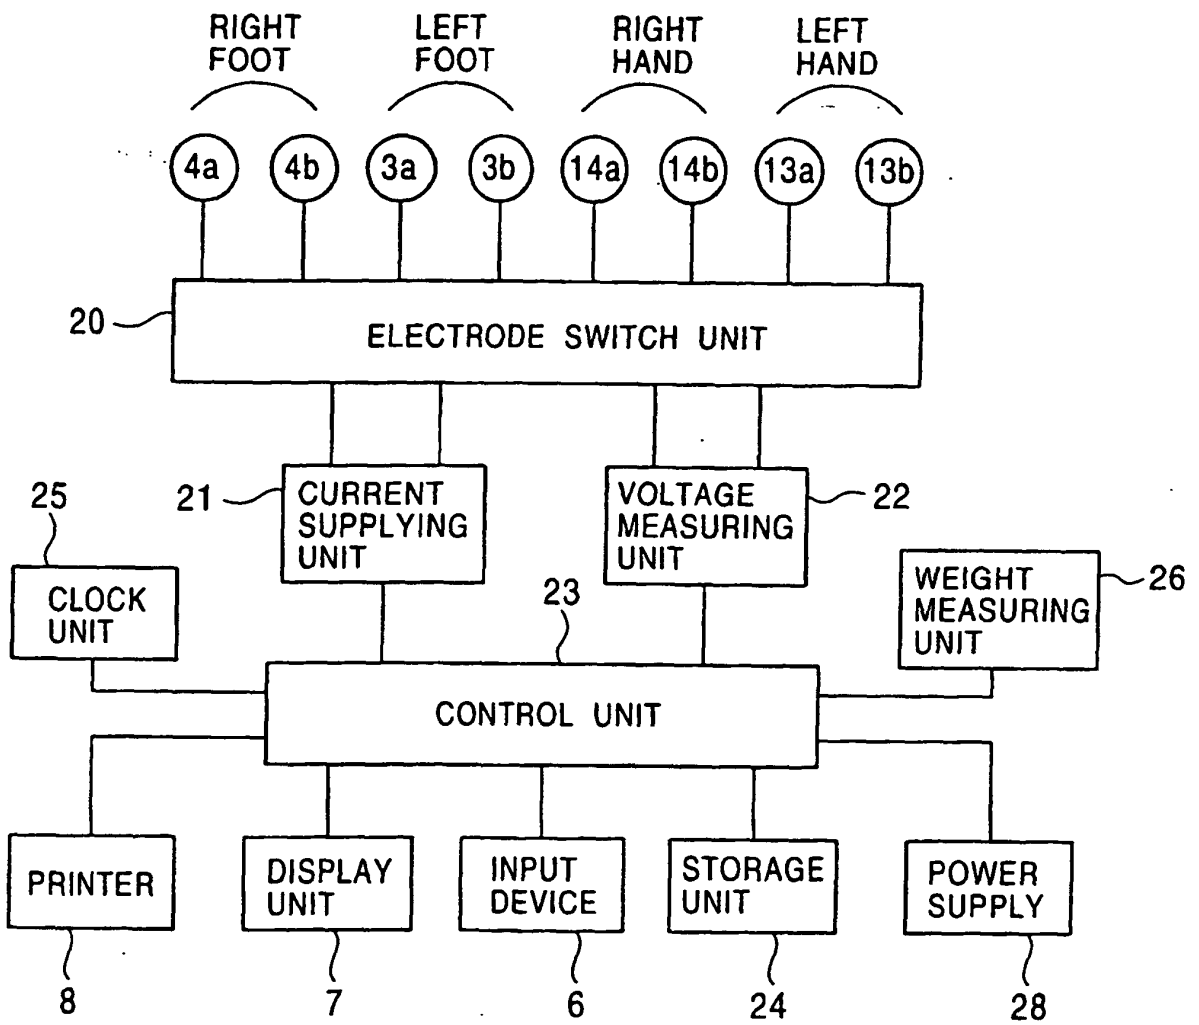 RIGHT
FOOT
LEFT
FOOT
RIGHT
HAND
LEFT
HAND
4a
4b
3a
3b
14a
14b
13a
13b
20
ELECTRODE SWITCH UNIT
21
CURRENT
SUPPLYING
UNIT
VOLTAGE
MEASURING
UNIT
22
25
CLOCK
UNIT
23
WEIGHT
MEASURING
UNIT
26
CONTROL UNIT
PRINTER
DISPLAY
UNIT
INPUT
DEVICE
STORAGE
UNIT
POWER
SUPPLY
8
7
6
24
28